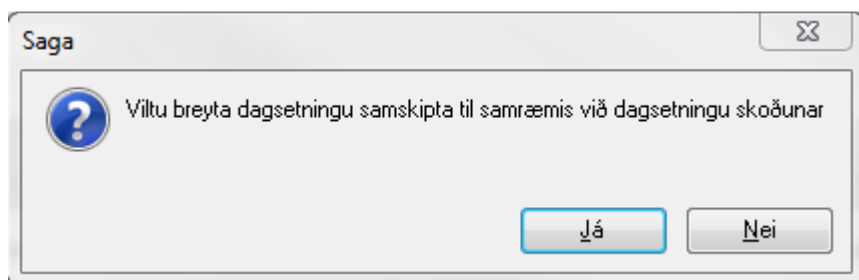 Saga
Viltu breyta dagsetningu samskipta til samræmis við dagsetningu skoðunar
Já
Nei